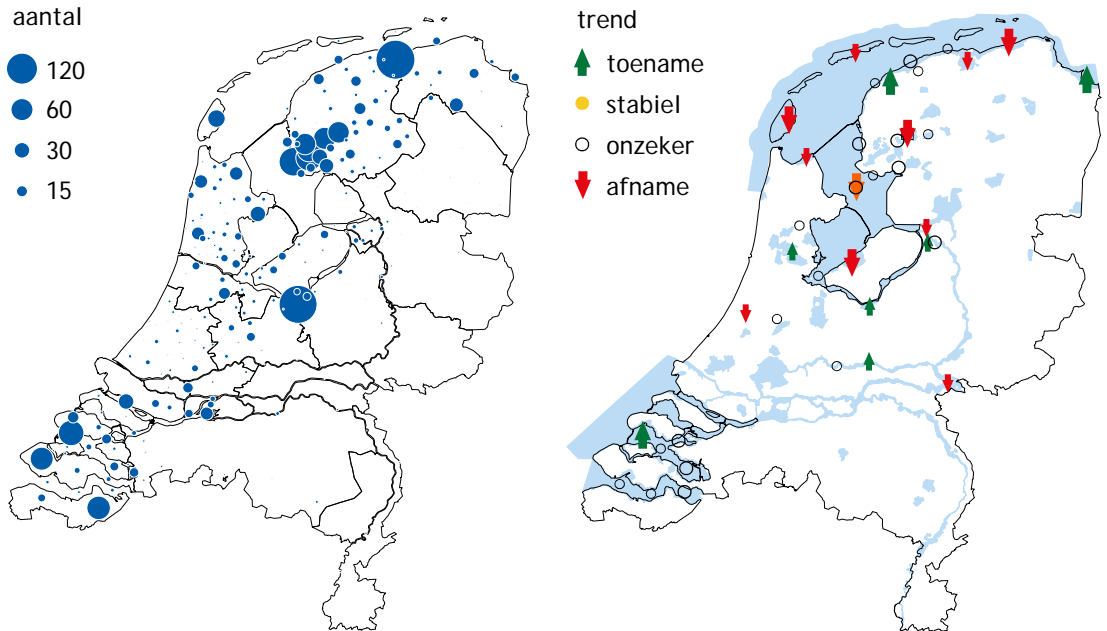 aantal
120
60
30
15
trend
toename
stabiel
onzeker
afname